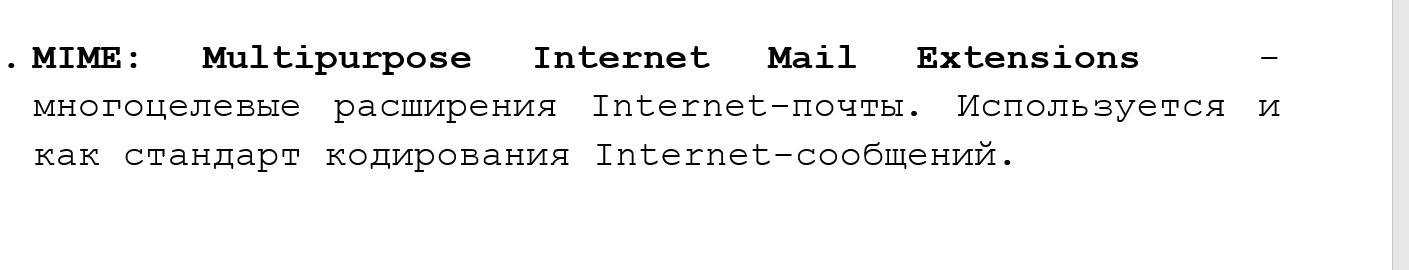 . MIME: Multipurpose Internet Mail Extensions –
многоцелевые расширения Internet-почты. Используется и
как стандарт кодирования Internet-сообщений.